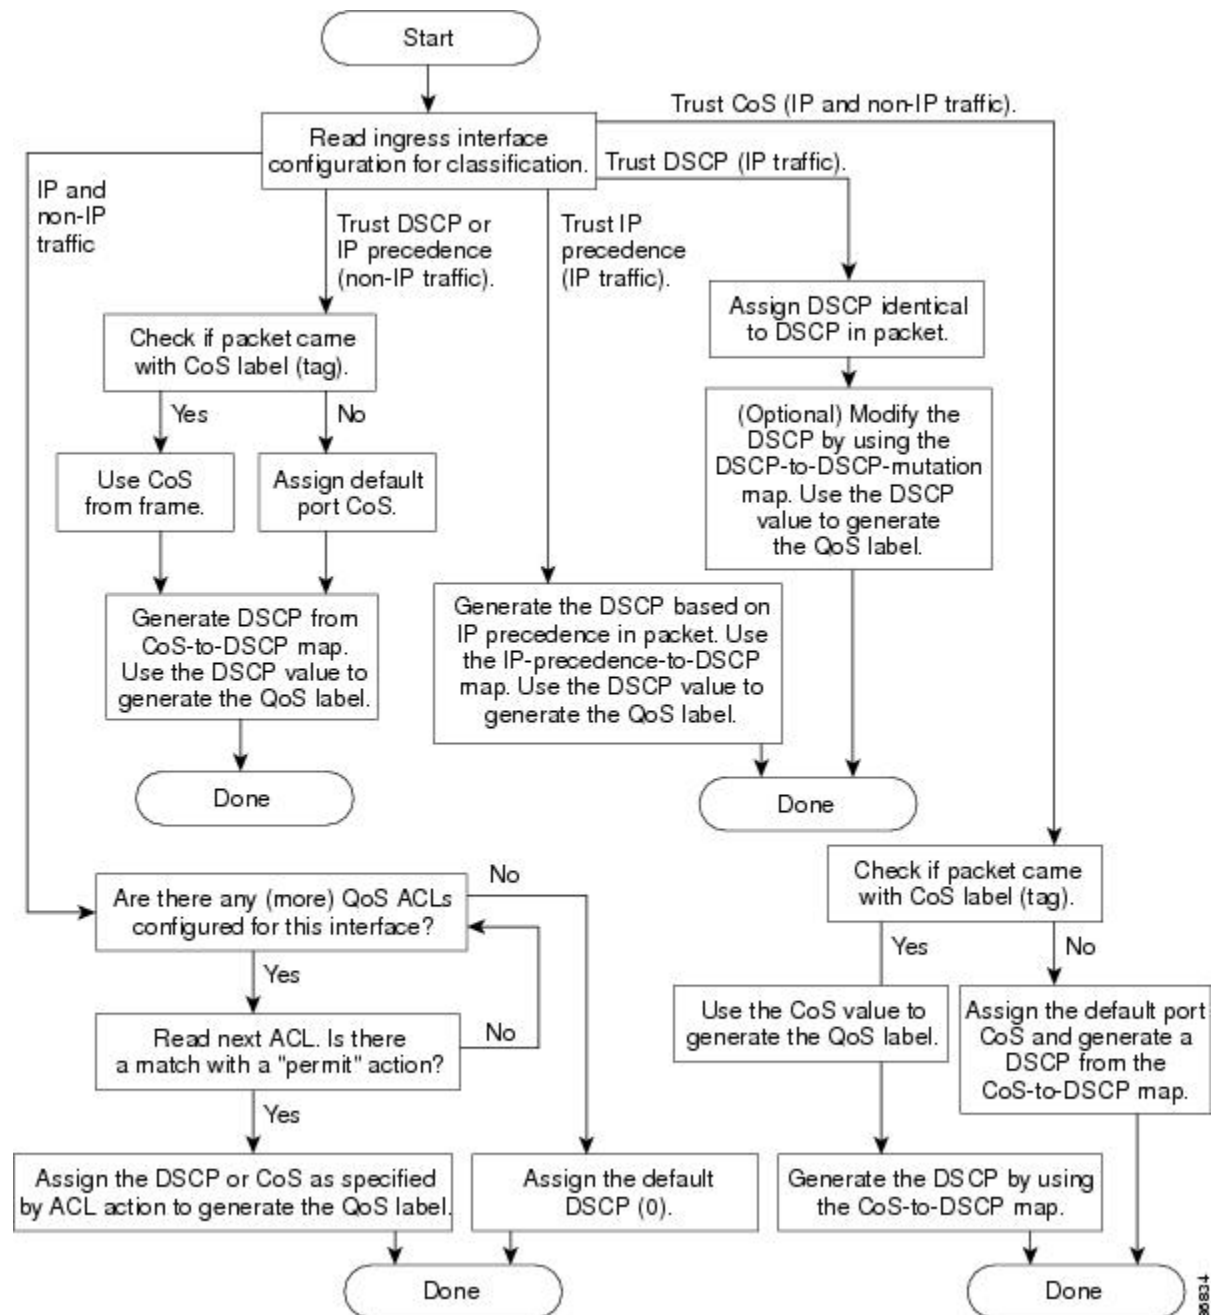 Start
Trust CoS (IP and non-IP traffic).
Read ingress interface
configuration for classification.
Trust DSCP (IP traffic).
IP and
non-IP
traffic
Trust DSCP or
IP precedence
(non-IP traffic).
Trust IP
precedence
(IP traffic).
Assign DSCP identical
to DSCP in packet.
Check if packet came
with CoS label (tag).
Yes
No
(Optional) Modify the
DSCP by using the
DSCP-to-DSCP-mutation
map. Use the DSCP
value to generate
the QoS label.
Use CoS
from frame.
Assign default
port CoS.
Generate DSCP from
CoS-to-DSCP map.
Use the DSCP value to
generate the QoS label.
Generate the DSCP based on
IP precedence in packet. Use
the IP-precedence-to-DSCP
map. Use the DSCP value to
generate the QoS label.
Done
Done
Are there any (more) QoS ACLs
configured for this interface?
No
Check if packet came
with CoS label (tag).
Yes
Yes
No
Read next ACL. Is there
a match with a "permit" action?
No
Use the CoS value to
generate the QoS label.
Assign the default port
CoS and generate a
DSCP from the
CoS-to-DSCP map.
Yes
Assign the DSCP or CoS as specified
by ACL action to generate the QoS label.
Assign the default
DSCP (0).
Generate the DSCP by using
the CoS-to-DSCP map.
Done
Done